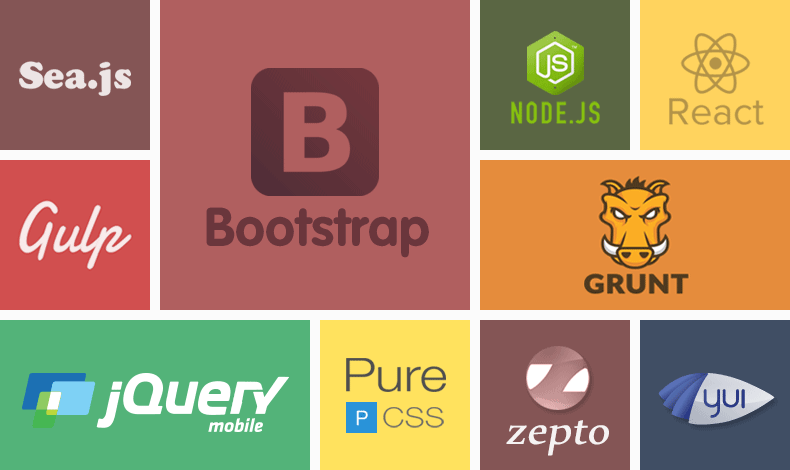 Sea.js
B
Bootstrap
JS
NODE.JS
React
Gulp
GRUNT
jQuery
mobile
Pure
P CSS
zepto
YUI